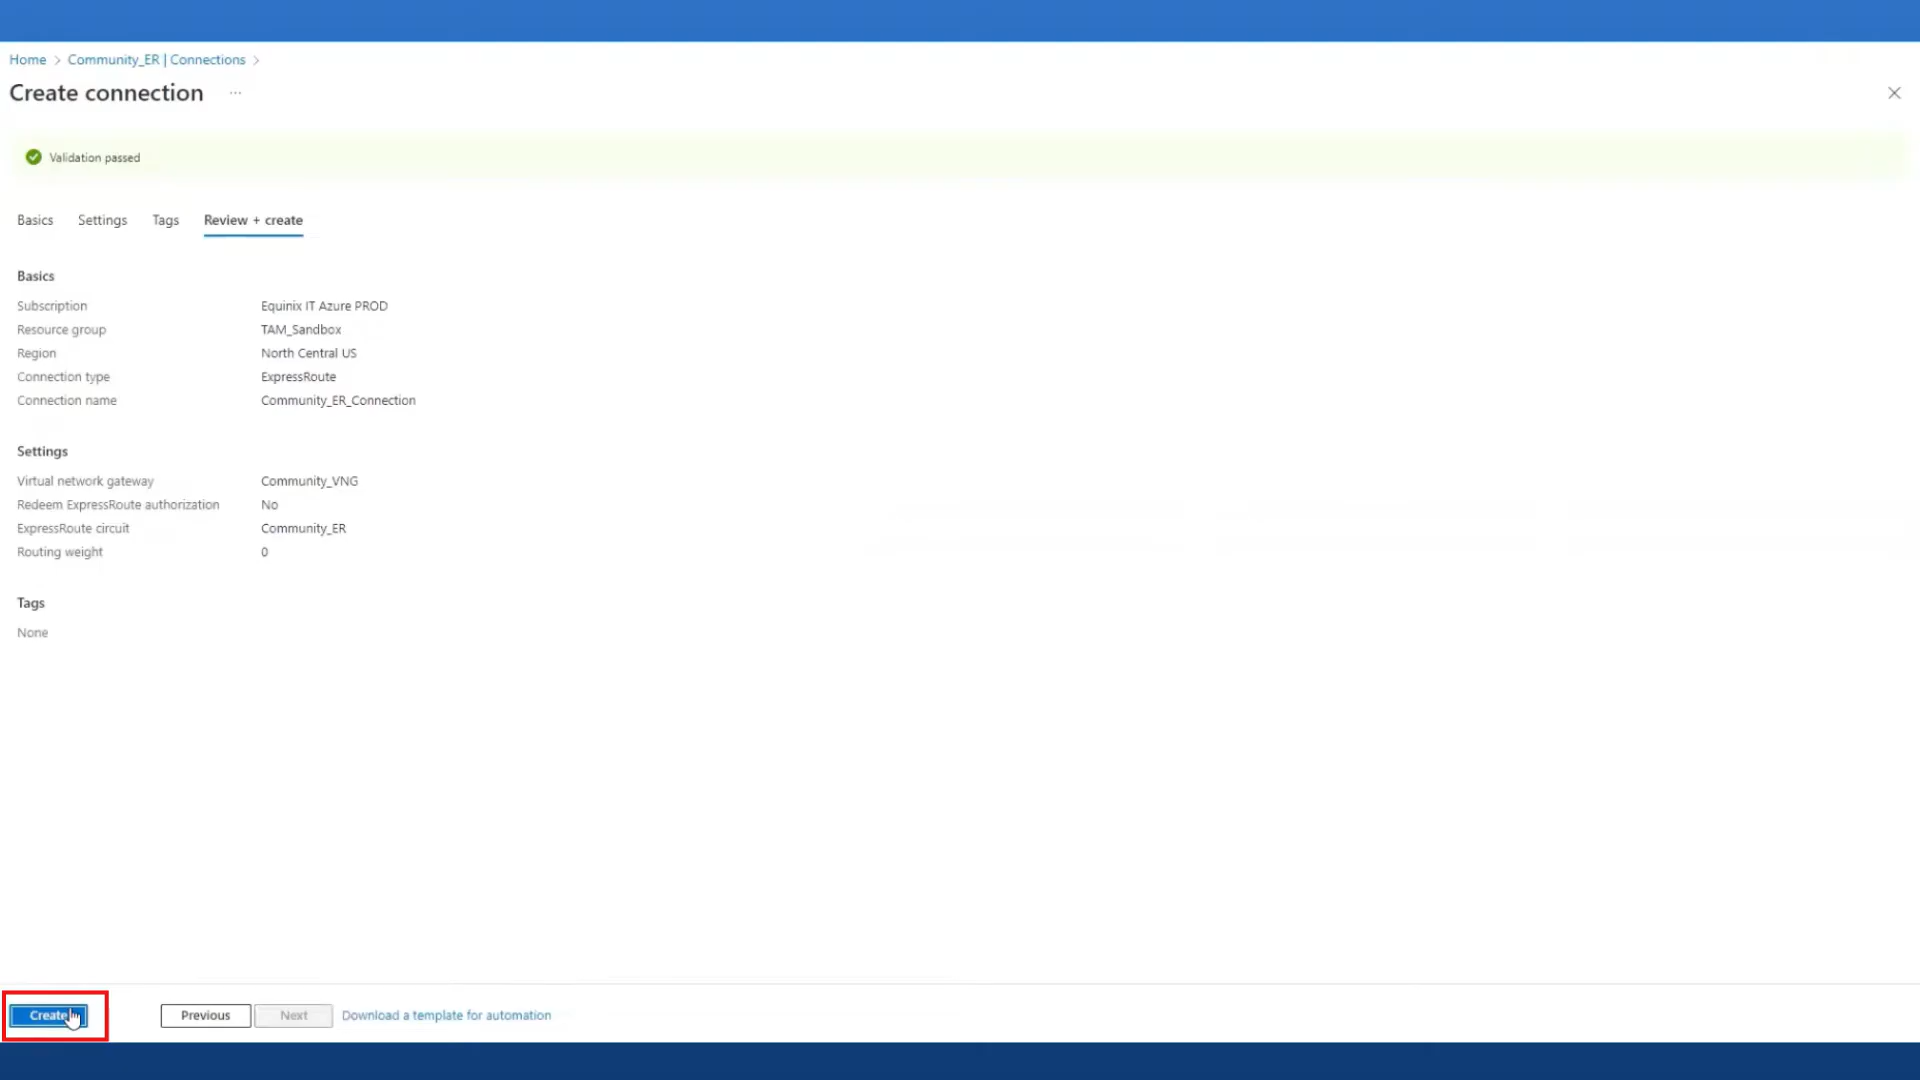 Home > Community_ER | Connections >
Create connection ...
Validation passed
Basics Settings Tags Review + create
Basics
Subscription Equinix IT Azure PROD
Resource group TAM_Sandbox
Region North Central US
Connection type ExpressRoute
Connection name Community_ER_Connection
Settings
Virtual network gateway Community_VNG
Redeem ExpressRoute authorization No
ExpressRoute circuit Community_ER
Routing weight 0
Tags
None
Create Previous Next Download a template for automation